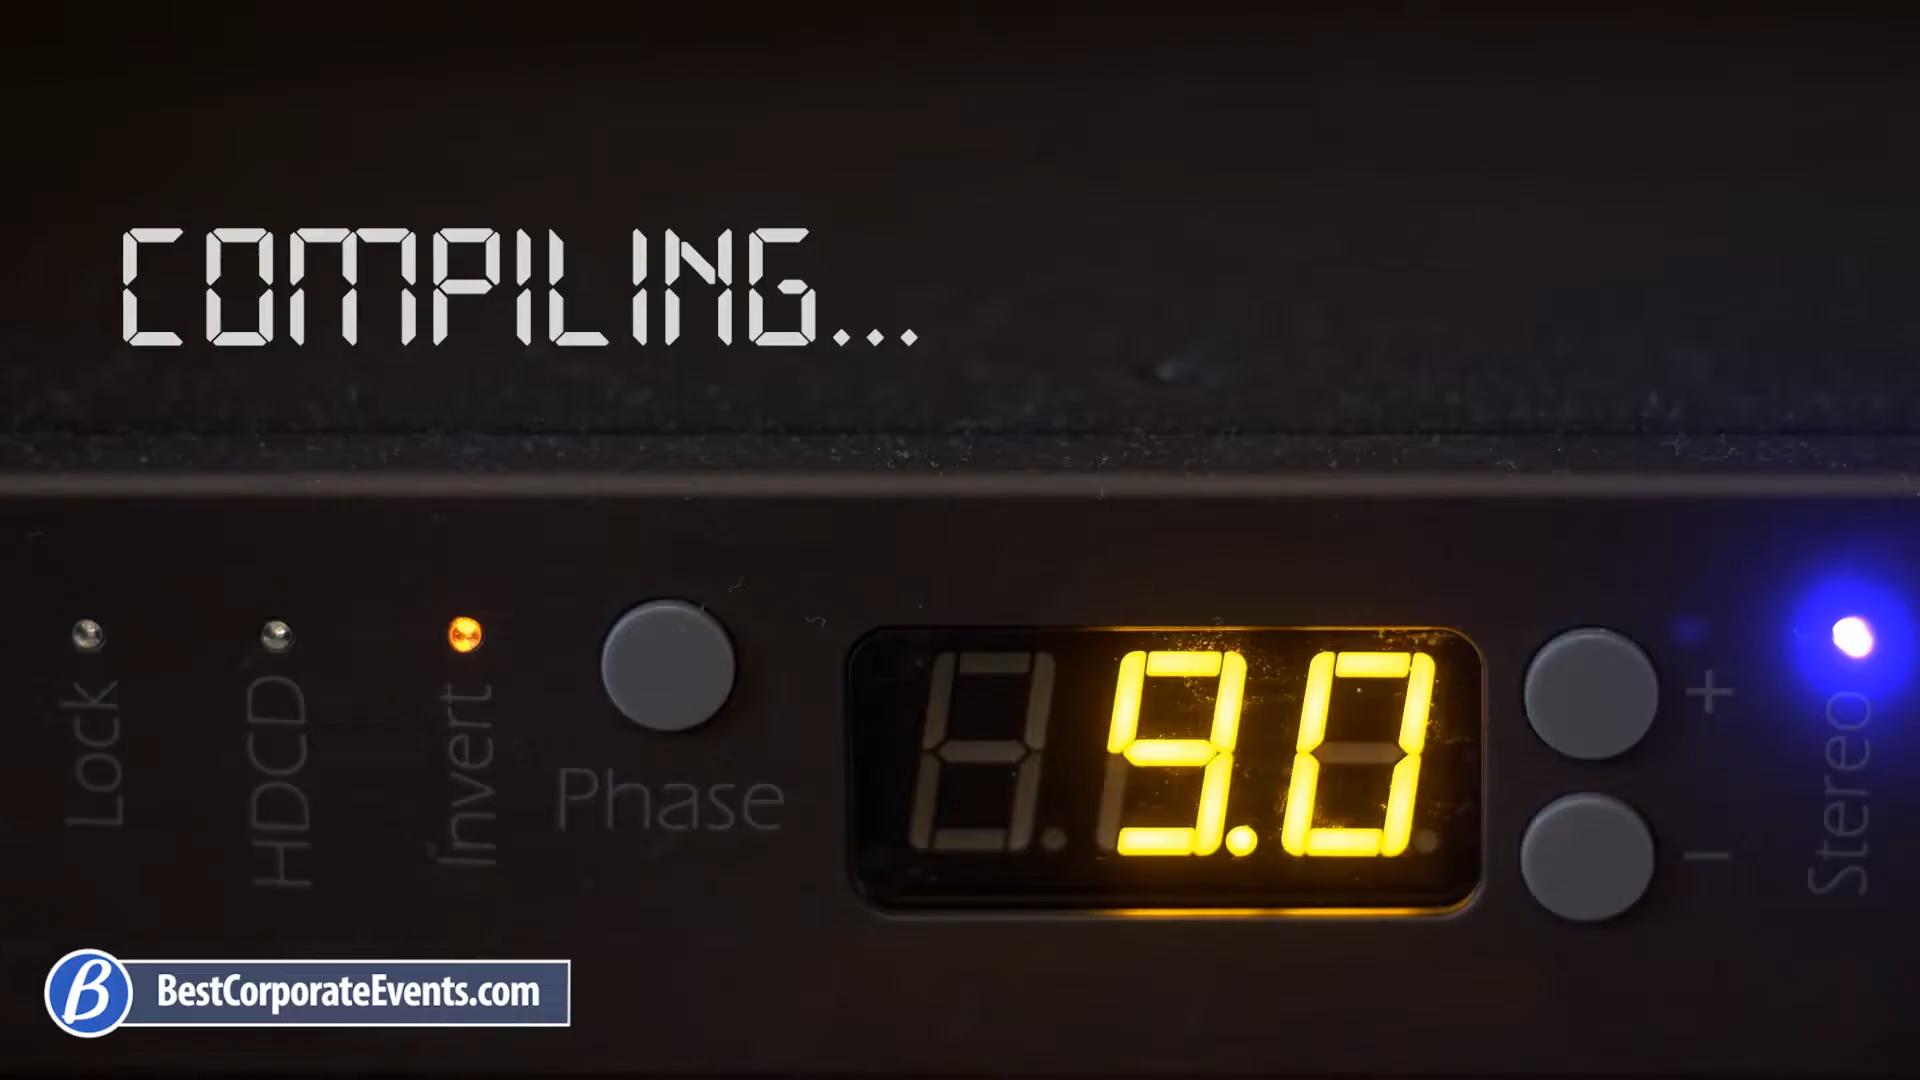 COMPILING...
Lock
HDCD
Invert
Phase
9.0
+
−
Stereo
B BestCorporateEvents.com